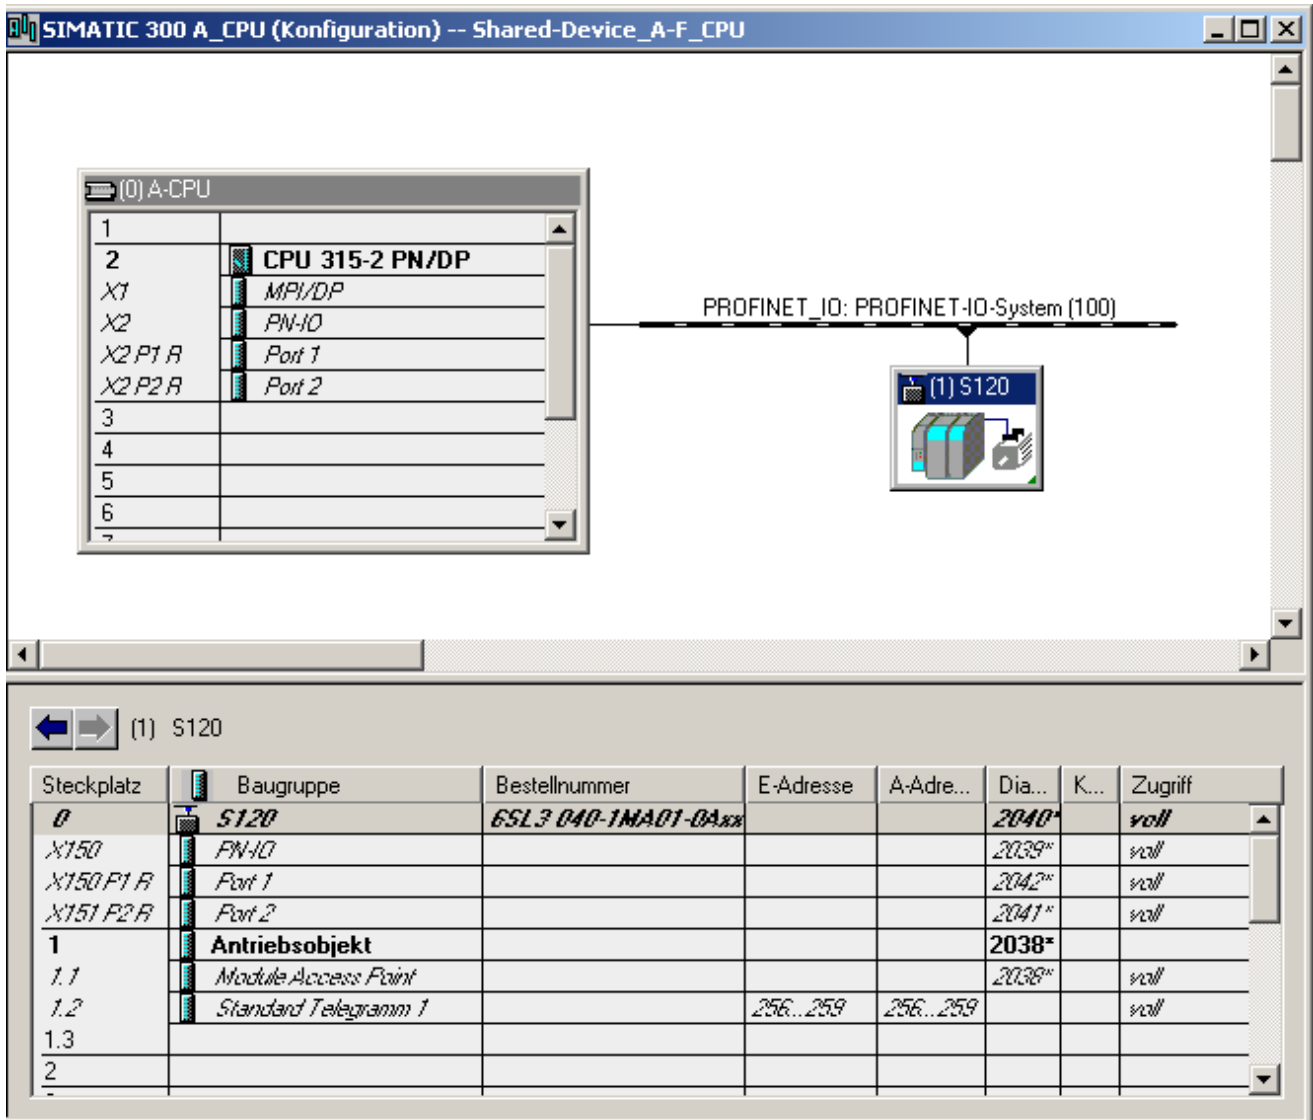 SIMATIC 300 A_CPU (Konfiguration) -- Shared-Device_A-F_CPU
(0) A-CPU
1
2 CPU 315-2 PN/DP
X1 MPI/DP
X2 PN-IO
X2 P1 R Port 1
X2 P2 R Port 2
3
4
5
6
7
PROFINET_IO: PROFINET-IO-System (100)
(1) S120
(1) S120
Steckplatz Baugruppe Bestellnummer E-Adresse A-Adre... Dia... K... Zugriff
0 S120 6SL3 040-1MA01-0Axx 2040* voll
X150 PN-IO 2039* voll
X150 P1 R Port 1 2042* voll
X151 P2 R Port 2 2041* voll
1 Antriebsobjekt 2038*
1.1 Module Access Point 2038* voll
1.2 Standard Telegramm 1 256...259 256...259 voll
1.3
2